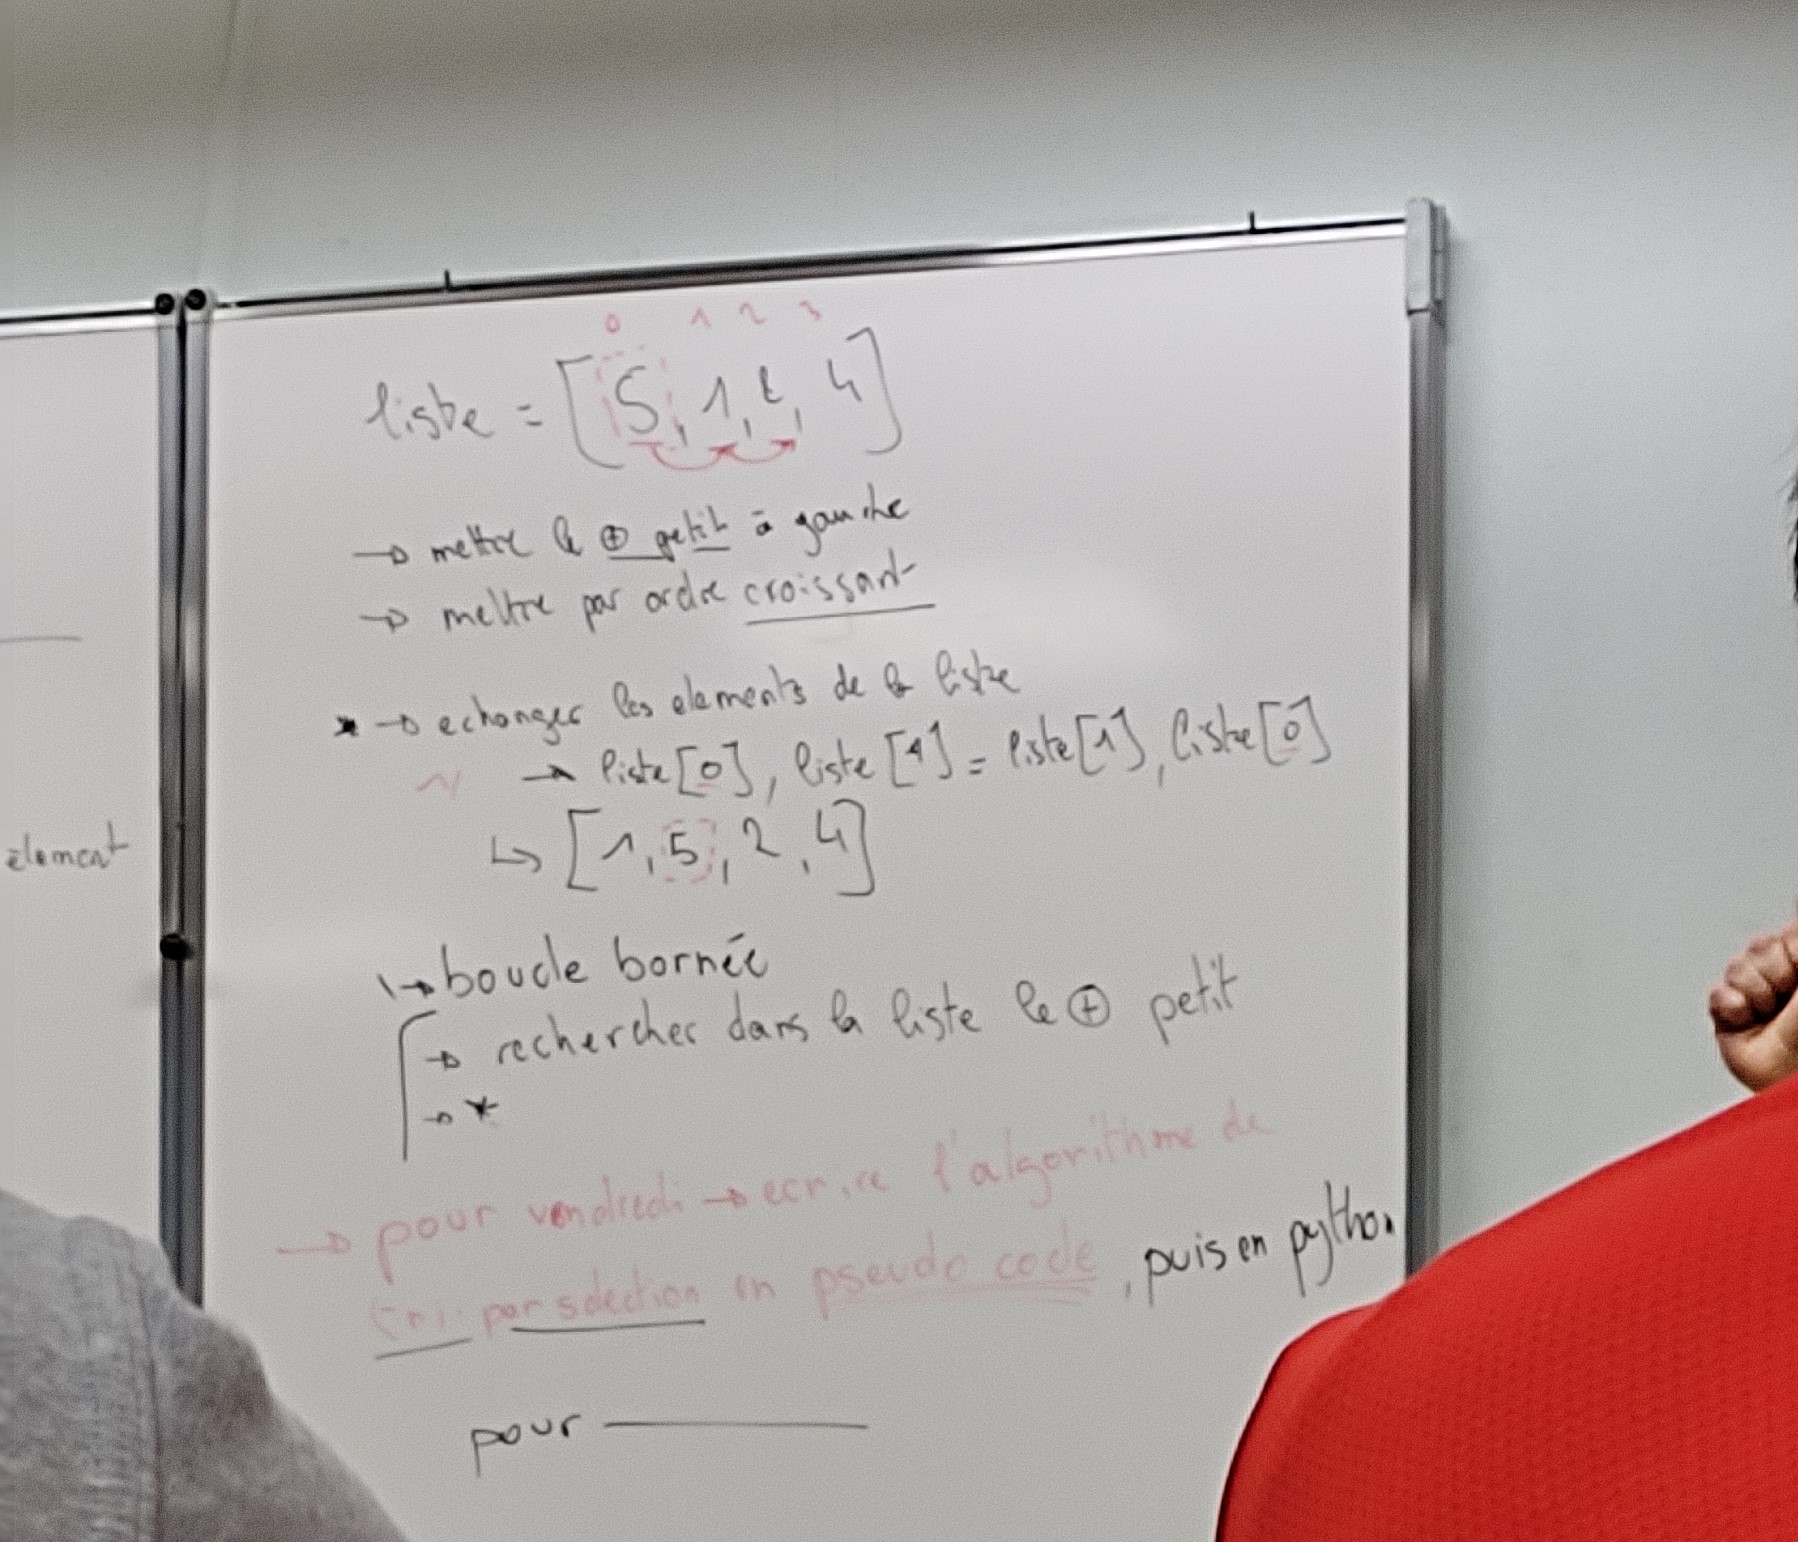 0 1 2 3
liste = [5, 1, 2, 4]
→ mettre le ⊕ petit à gauche
→ mettre par ordre croissant
* → echanger les elements de la liste
→ liste[0], liste[1] = liste[1], liste[0]
↳ [1, 5, 2, 4]
élement
↳ boucle bornée
→ rechercher dans la liste le ⊕ petit
→ *
→ pour vendredi → ecrire l'algorithme de
tri par selection en pseudo code, puis en python
pour